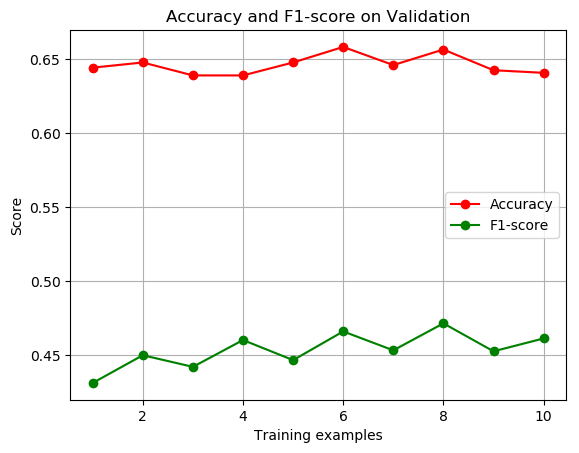 Accuracy and F1-score on Validation
0.65
0.60
0.55
0.50
0.45
Score
Accuracy
F1-score
2 4 6 8 10
Training examples